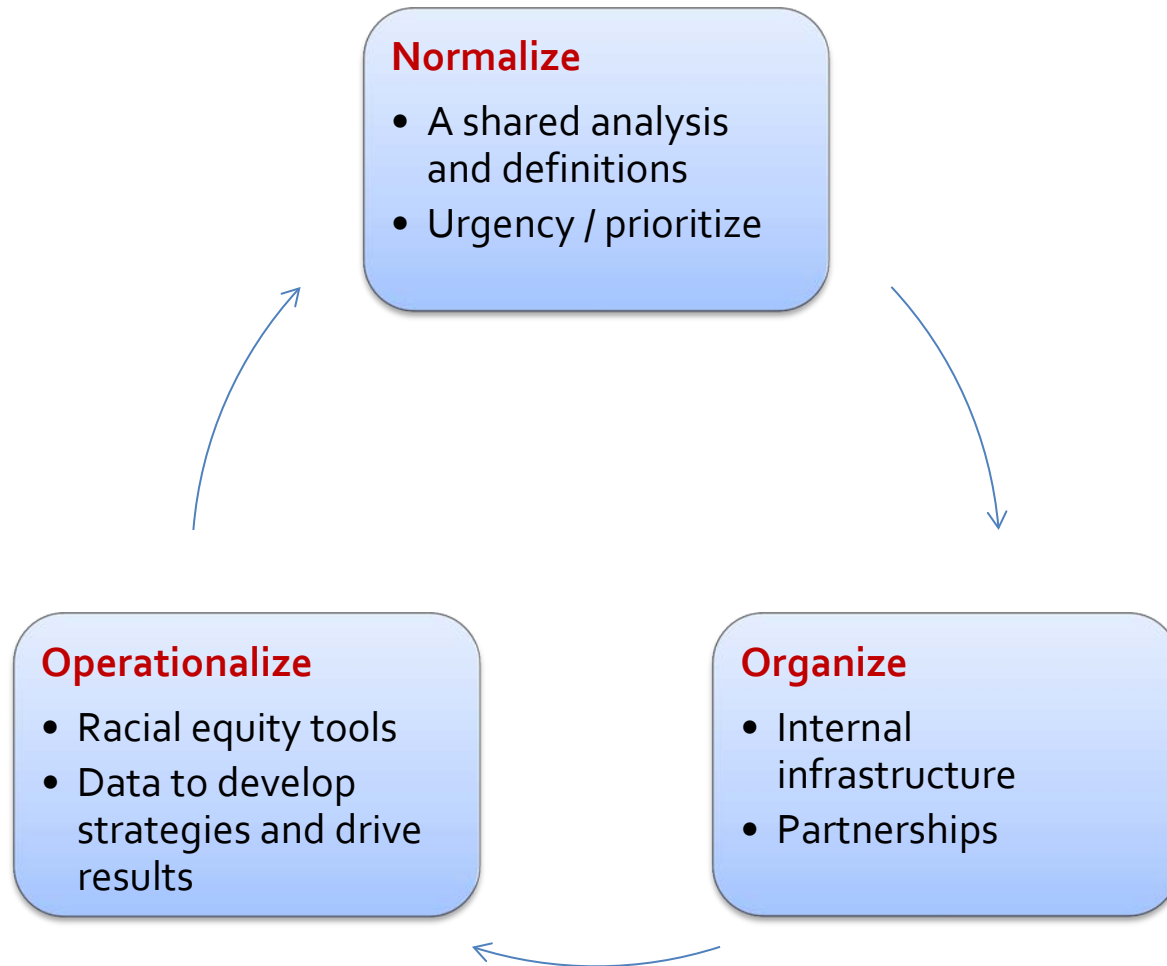 Normalize
• A shared analysis
and definitions
• Urgency / prioritize
Operationalize
• Racial equity tools
• Data to develop
strategies and drive
results
Organize
• Internal
infrastructure
• Partnerships